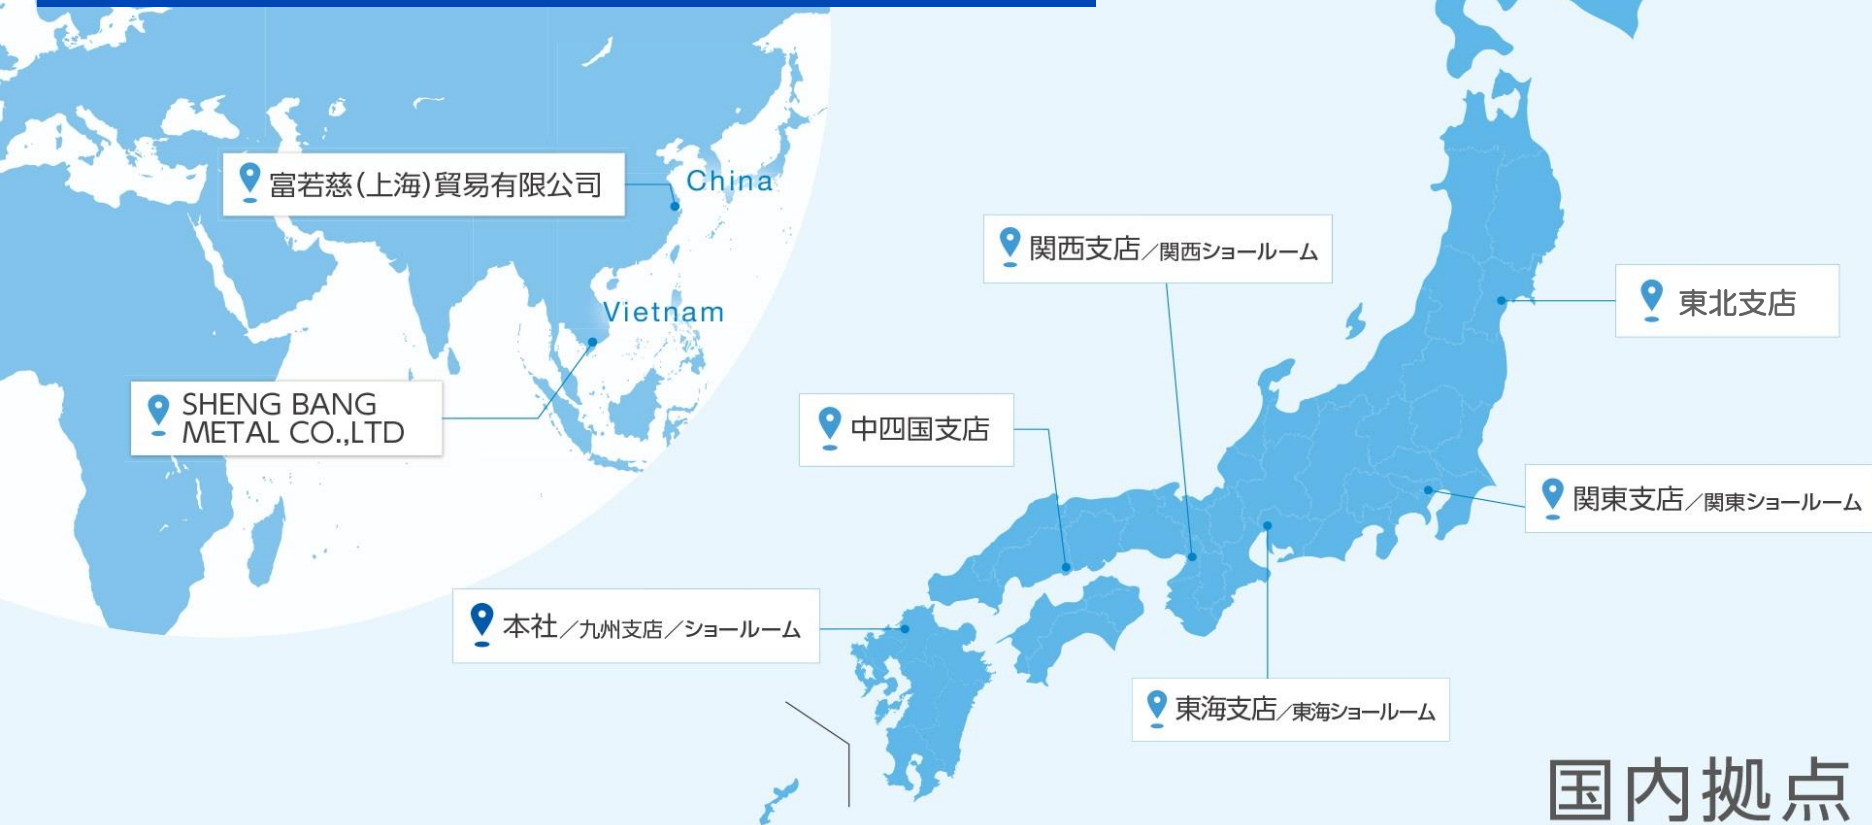 富若慈(上海)貿易有限公司
China
Vietnam
SHENG BANG
METAL CO.,LTD
関西支店／関西ショールーム
東北支店
中四国支店
関東支店／関東ショールーム
本社／九州支店／ショールーム
東海支店／東海ショールーム
国内拠点